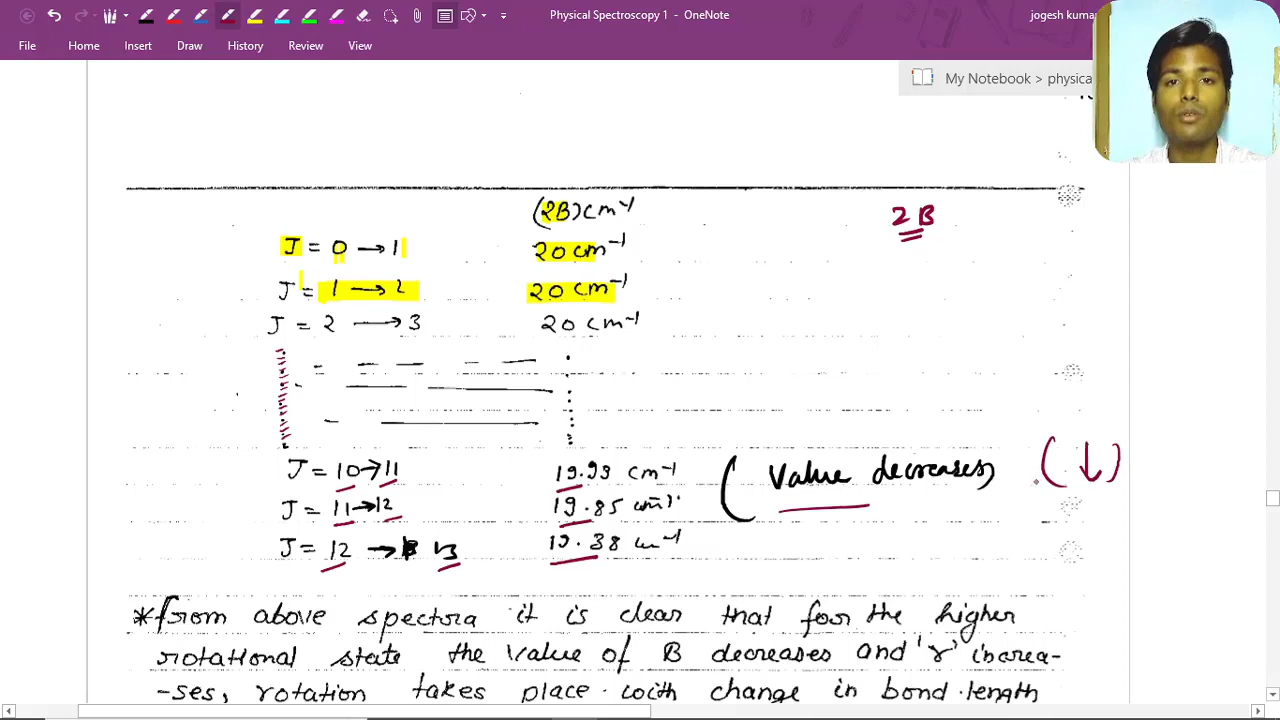 Physical Spectroscopy 1 - OneNote
jogesh kuma
File Home Insert Draw History Review View
My Notebook > physica
(2B) cm⁻¹
2B
J = 0 → 1 20 cm⁻¹
J = 1 → 2 20 cm⁻¹
J = 2 → 3 20 cm⁻¹
J = 10 → 11 19.93 cm⁻¹ ( Value decreases) (↓)
J = 11 → 12 19.85 cm⁻¹
J = 12 → 13 19.38 cm⁻¹
*from above spectra it is clear that for the higher
rotational state the value of B decreases and 'r' increa-
-ses, rotation takes place with change in bond length